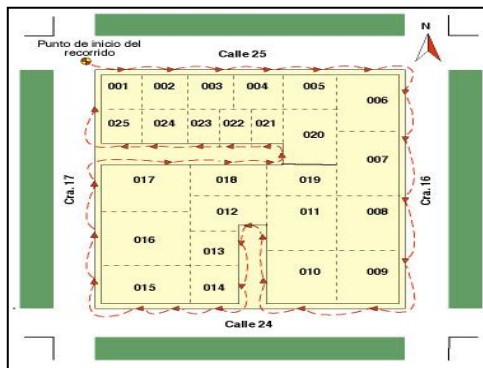 Punto de inicio del
recorrido
Calle 25
N
001 002 003 004 005 006
025 024 023 022 021 020
007
017 018 019
Cra. 17
Cra. 16
012 011 008
016
013
010 009
015 014
Calle 24